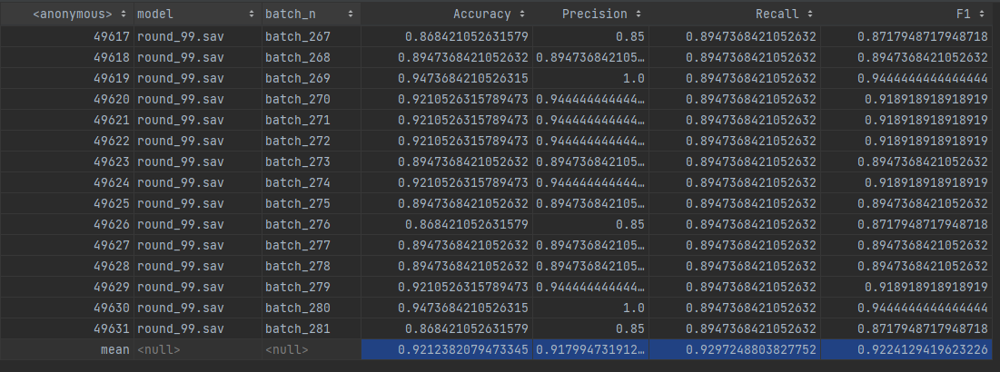 <anonymous> model batch_n Accuracy Precision Recall F1
49617 round_99.sav batch_267 0.868421052631579 0.85 0.8947368421052632 0.8717948717948718
49618 round_99.sav batch_268 0.8947368421052632 0.894736842105… 0.8947368421052632 0.8947368421052632
49619 round_99.sav batch_269 0.9473684210526315 1.0 0.8947368421052632 0.9444444444444444
49620 round_99.sav batch_270 0.9210526315789473 0.944444444444… 0.8947368421052632 0.918918918918919
49621 round_99.sav batch_271 0.9210526315789473 0.944444444444… 0.8947368421052632 0.918918918918919
49622 round_99.sav batch_272 0.9210526315789473 0.944444444444… 0.8947368421052632 0.918918918918919
49623 round_99.sav batch_273 0.8947368421052632 0.894736842105… 0.8947368421052632 0.8947368421052632
49624 round_99.sav batch_274 0.9210526315789473 0.944444444444… 0.8947368421052632 0.918918918918919
49625 round_99.sav batch_275 0.8947368421052632 0.894736842105… 0.8947368421052632 0.8947368421052632
49626 round_99.sav batch_276 0.868421052631579 0.85 0.8947368421052632 0.8717948717948718
49627 round_99.sav batch_277 0.8947368421052632 0.894736842105… 0.8947368421052632 0.8947368421052632
49628 round_99.sav batch_278 0.8947368421052632 0.894736842105… 0.8947368421052632 0.8947368421052632
49629 round_99.sav batch_279 0.9210526315789473 0.944444444444… 0.8947368421052632 0.918918918918919
49630 round_99.sav batch_280 0.9473684210526315 1.0 0.8947368421052632 0.9444444444444444
49631 round_99.sav batch_281 0.868421052631579 0.85 0.8947368421052632 0.8717948717948718
mean <null> <null> 0.9212382079473345 0.917994731912… 0.9297248803827752 0.9224129419623226